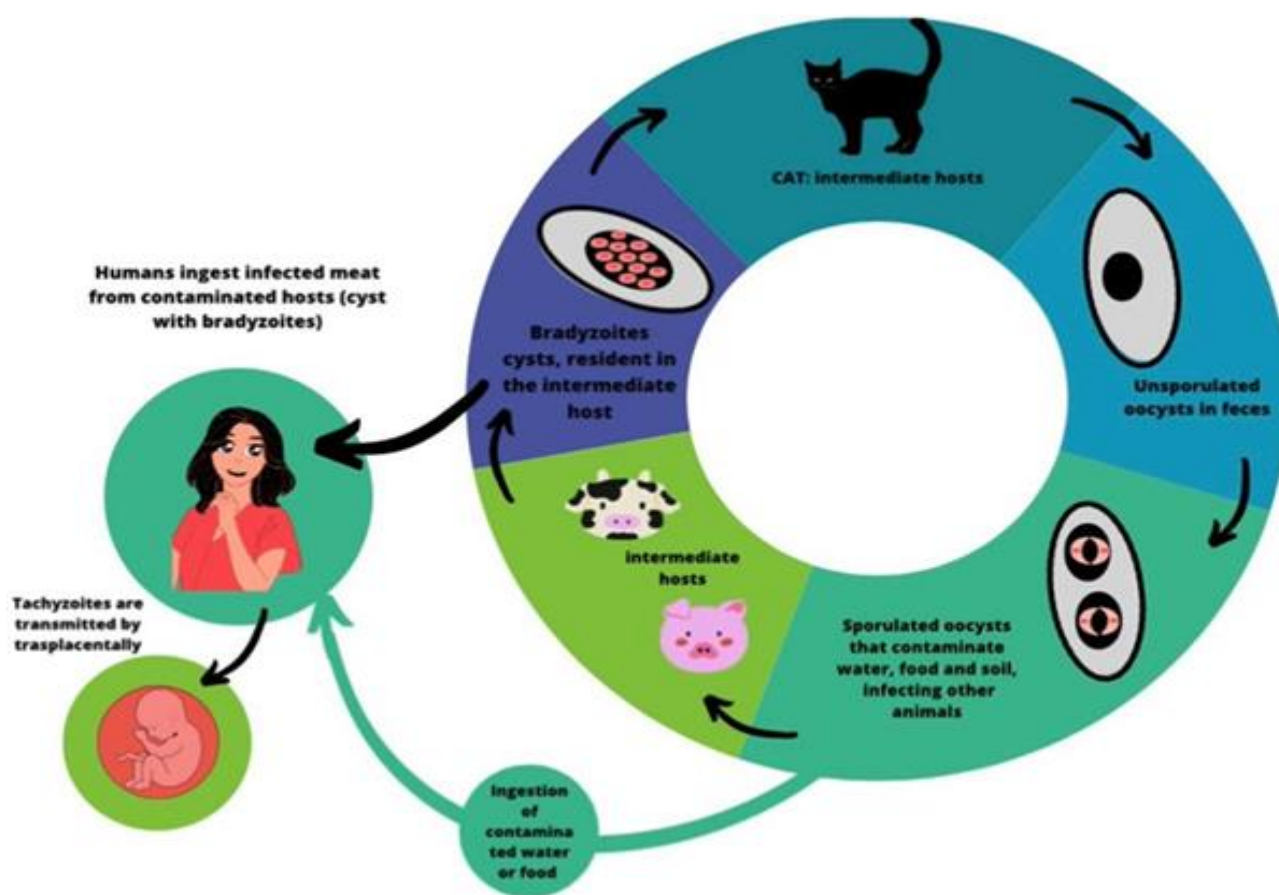 CAT: intermediate hosts
Humans ingest infected meat
from contaminated hosts (cyst
with bradyzoites)
Bradyzoites
cysts, resident in
the intermediate
host
Unsporulated
oocysts in feces
intermediate
hosts
Tachyzoites are
transmitted by
trasplacentally
Sporulated oocysts
that contaminate
water, food and soil,
infecting other
animals
Ingestion
of
contamina
ted water
or food